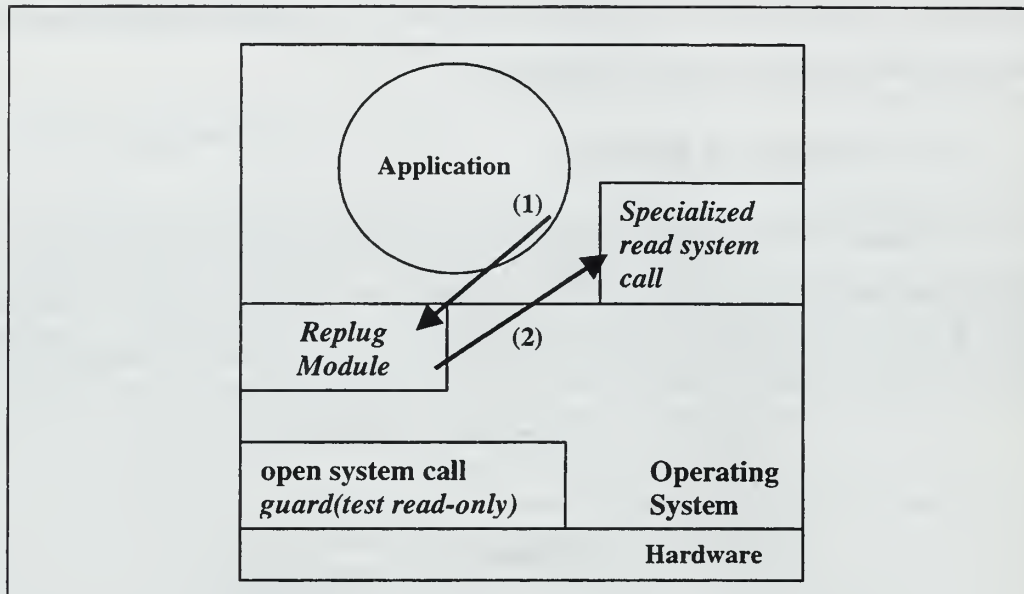 Application
(1)
Specialized
read system
call
Replug
Module
(2)
open system call
guard(test read-only)
Operating
System
Hardware